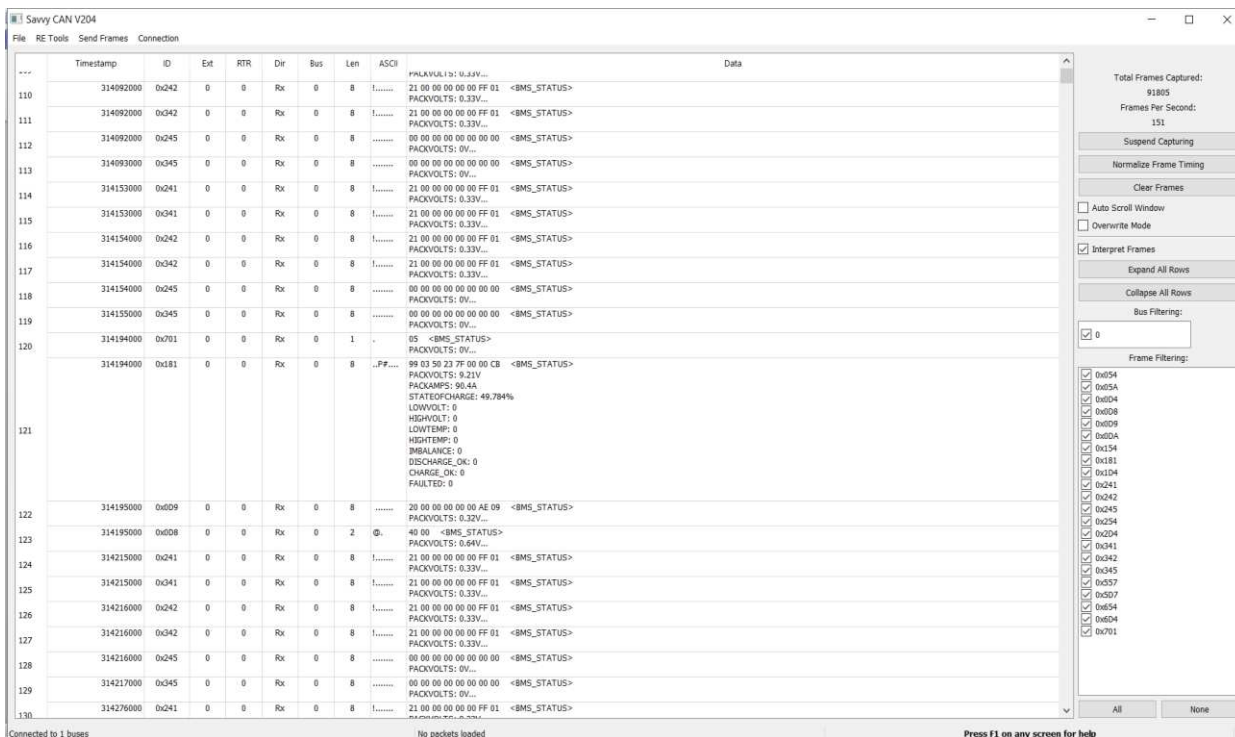 Savvy CAN V204
File RE Tools Send Frames Connection
Timestamp ID Ext RTR Dir Bus Len ASCII Data
PACKVOLTS: 0.33V...
110 314092000 0x242 0 0 Rx 0 8 !....... 21 00 00 00 00 00 FF 01 <BMS_STATUS>
PACKVOLTS: 0.33V...
111 314092000 0x342 0 0 Rx 0 8 !....... 21 00 00 00 00 00 FF 01 <BMS_STATUS>
PACKVOLTS: 0.33V...
112 314092000 0x245 0 0 Rx 0 8 ........ 00 00 00 00 00 00 00 00 <BMS_STATUS>
PACKVOLTS: 0V...
113 314093000 0x345 0 0 Rx 0 8 ........ 00 00 00 00 00 00 00 00 <BMS_STATUS>
PACKVOLTS: 0V...
114 314153000 0x241 0 0 Rx 0 8 !....... 21 00 00 00 00 00 FF 01 <BMS_STATUS>
PACKVOLTS: 0.33V...
115 314153000 0x341 0 0 Rx 0 8 !....... 21 00 00 00 00 00 FF 01 <BMS_STATUS>
PACKVOLTS: 0.33V...
116 314154000 0x242 0 0 Rx 0 8 !....... 21 00 00 00 00 00 FF 01 <BMS_STATUS>
PACKVOLTS: 0.33V...
117 314154000 0x342 0 0 Rx 0 8 !....... 21 00 00 00 00 00 FF 01 <BMS_STATUS>
PACKVOLTS: 0.33V...
118 314154000 0x245 0 0 Rx 0 8 ........ 00 00 00 00 00 00 00 00 <BMS_STATUS>
PACKVOLTS: 0V...
119 314155000 0x345 0 0 Rx 0 8 ........ 00 00 00 00 00 00 00 00 <BMS_STATUS>
PACKVOLTS: 0V...
120 314194000 0x701 0 0 Rx 0 1 . 05 <BMS_STATUS>
PACKVOLTS: 0V...
121 314194000 0x181 0 0 Rx 0 8 ..P#.... 99 03 50 23 7F 00 00 CB <BMS_STATUS>
PACKVOLTS: 9.21V
PACKAMPS: 90.4A
STATEOFCHARGE: 49.784%
LOWVOLT: 0
HIGHVOLT: 0
LOWTEMP: 0
HIGHTEMP: 0
IMBALANCE: 0
DISCHARGE_OK: 0
CHARGE_OK: 0
FAULTED: 0
122 314195000 0x0D9 0 0 Rx 0 8 ....... 20 00 00 00 00 00 AE 09 <BMS_STATUS>
PACKVOLTS: 0.32V...
123 314195000 0x0D8 0 0 Rx 0 2 @. 40 00 <BMS_STATUS>
PACKVOLTS: 0.64V...
124 314215000 0x241 0 0 Rx 0 8 !....... 21 00 00 00 00 00 FF 01 <BMS_STATUS>
PACKVOLTS: 0.33V...
125 314215000 0x341 0 0 Rx 0 8 !....... 21 00 00 00 00 00 FF 01 <BMS_STATUS>
PACKVOLTS: 0.33V...
126 314216000 0x242 0 0 Rx 0 8 !....... 21 00 00 00 00 00 FF 01 <BMS_STATUS>
PACKVOLTS: 0.33V...
127 314216000 0x342 0 0 Rx 0 8 !....... 21 00 00 00 00 00 FF 01 <BMS_STATUS>
PACKVOLTS: 0.33V...
128 314216000 0x245 0 0 Rx 0 8 ........ 00 00 00 00 00 00 00 00 <BMS_STATUS>
PACKVOLTS: 0V...
129 314217000 0x345 0 0 Rx 0 8 ........ 00 00 00 00 00 00 00 00 <BMS_STATUS>
PACKVOLTS: 0V...
130 314276000 0x241 0 0 Rx 0 8 !....... 21 00 00 00 00 00 FF 01 <BMS_STATUS>
Total Frames Captured:
91805
Frames Per Second:
151
Suspend Capturing
Normalize Frame Timing
Clear Frames
Auto Scroll Window
Overwrite Mode
Interpret Frames
Expand All Rows
Collapse All Rows
Bus Filtering:
0
Frame Filtering:
0x054
0x05A
0x0D4
0x0D8
0x0D9
0x0DA
0x154
0x181
0x1D4
0x241
0x242
0x245
0x254
0x2D4
0x341
0x342
0x345
0x557
0x5D7
0x654
0x6D4
0x701
All None
Connected to 1 buses No packets loaded Press F1 on any screen for help